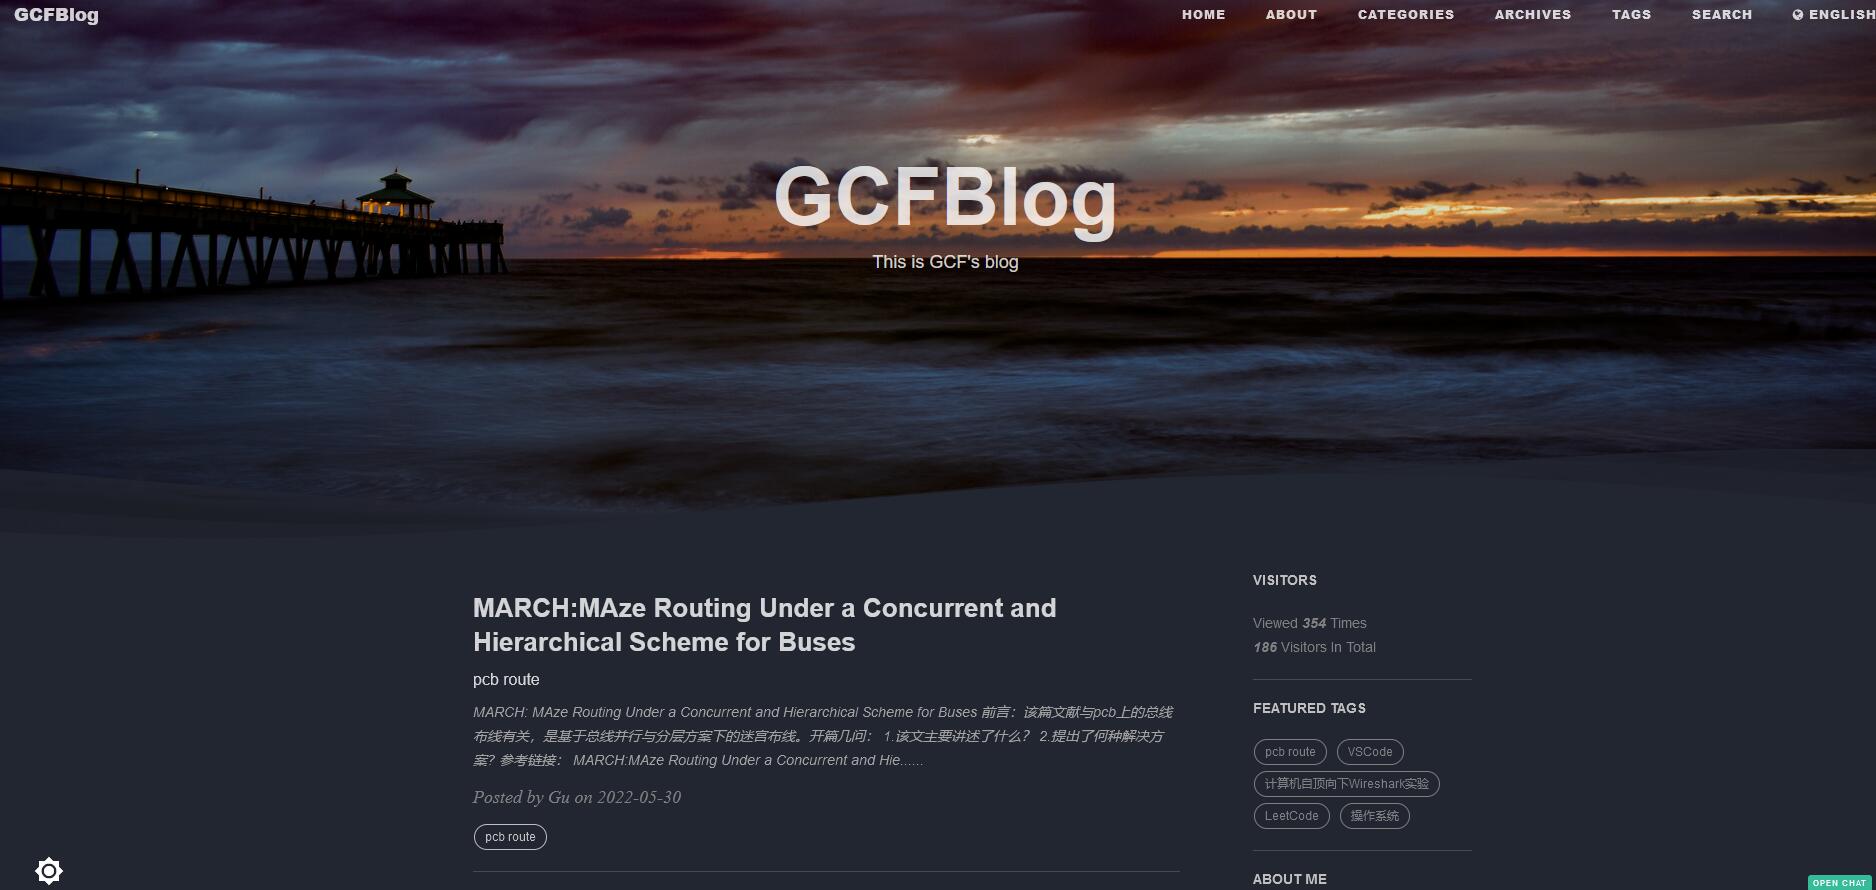 GCFBlog
HOME
ABOUT
CATEGORIES
ARCHIVES
TAGS
SEARCH
ENGLISH
GCFBlog
This is GCF's blog
MARCH:MAze Routing Under a Concurrent and
Hierarchical Scheme for Buses
pcb route
MARCH: MAze Routing Under a Concurrent and Hierarchical Scheme for Buses 前言：该篇文献与pcb上的总线
布线有关，是基于总线并行与分层方案下的迷宫布线。开篇几问： 1.该文主要讲述了什么？ 2.提出了何种解决方
案？参考链接： MARCH:MAze Routing Under a Concurrent and Hie......
Posted by Gu on 2022-05-30
pcb route
VISITORS
Viewed 354 Times
186 Visitors In Total
FEATURED TAGS
pcb route
VSCode
计算机自顶向下Wireshark实验
LeetCode
操作系统
ABOUT ME
OPEN CHAT